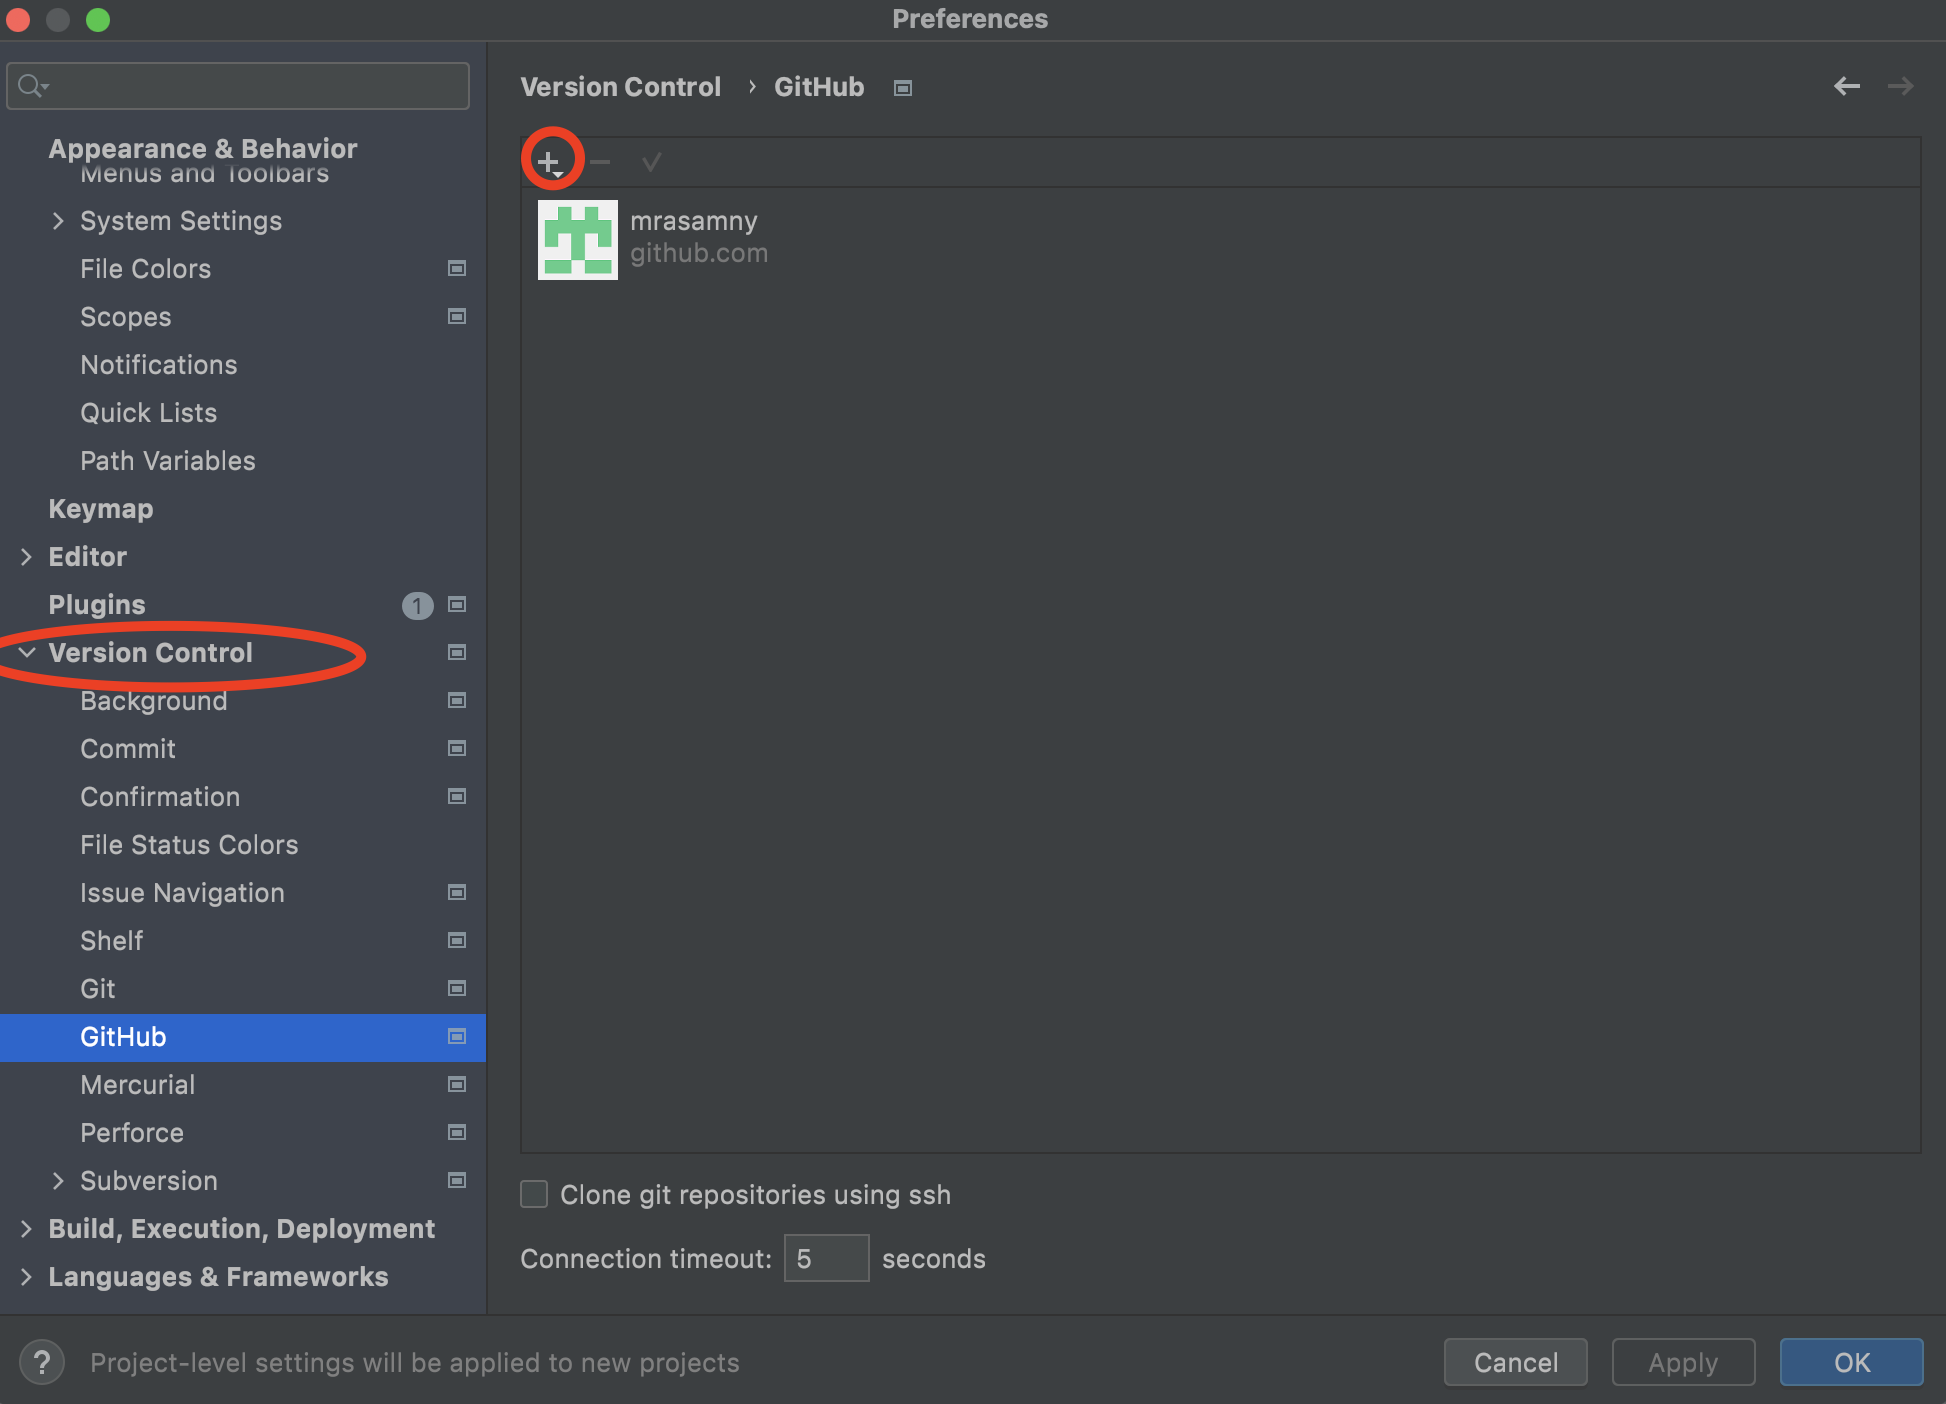 Preferences
Appearance & Behavior
Menus and Toolbars
System Settings
File Colors
Scopes
Notifications
Quick Lists
Path Variables
Keymap
Editor
Plugins 1
Version Control
Background
Commit
Confirmation
File Status Colors
Issue Navigation
Shelf
Git
GitHub
Mercurial
Perforce
Subversion
Build, Execution, Deployment
Languages & Frameworks
Version Control › GitHub
mrasamny
github.com
Clone git repositories using ssh
Connection timeout: 5 seconds
? Project-level settings will be applied to new projects
Cancel Apply OK